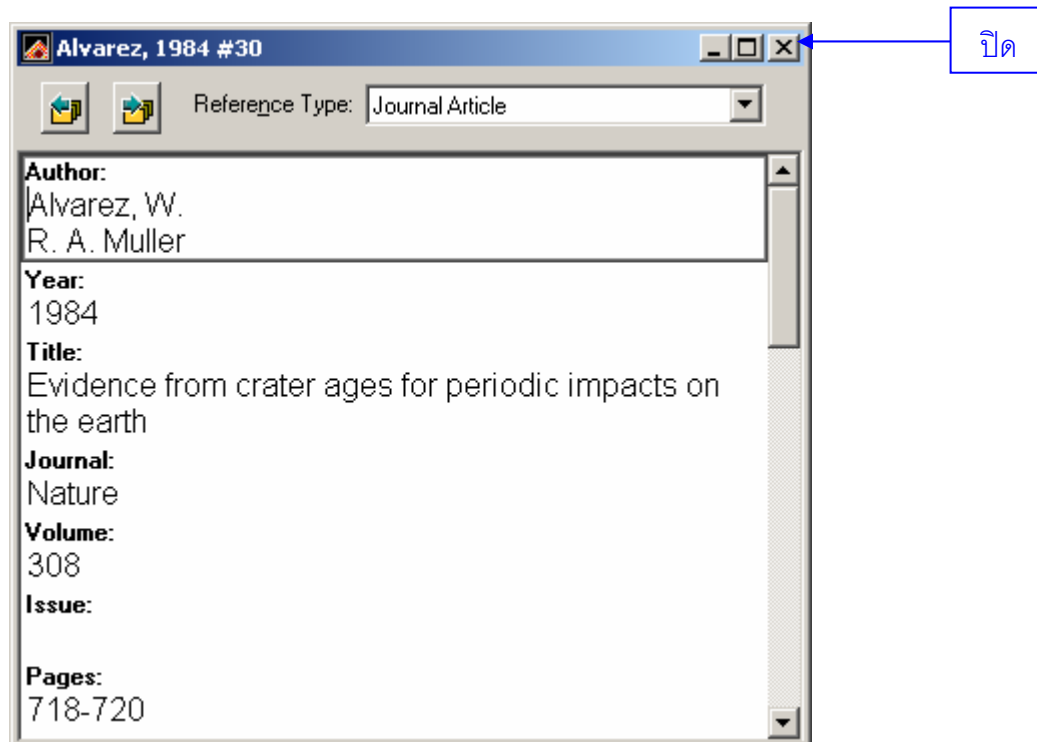 Alvarez, 1984 #30
ปิด
Reference Type: Journal Article
Author:
Alvarez, W.
R. A. Muller
Year:
1984
Title:
Evidence from crater ages for periodic impacts on
the earth
Journal:
Nature
Volume:
308
Issue:
Pages:
718-720